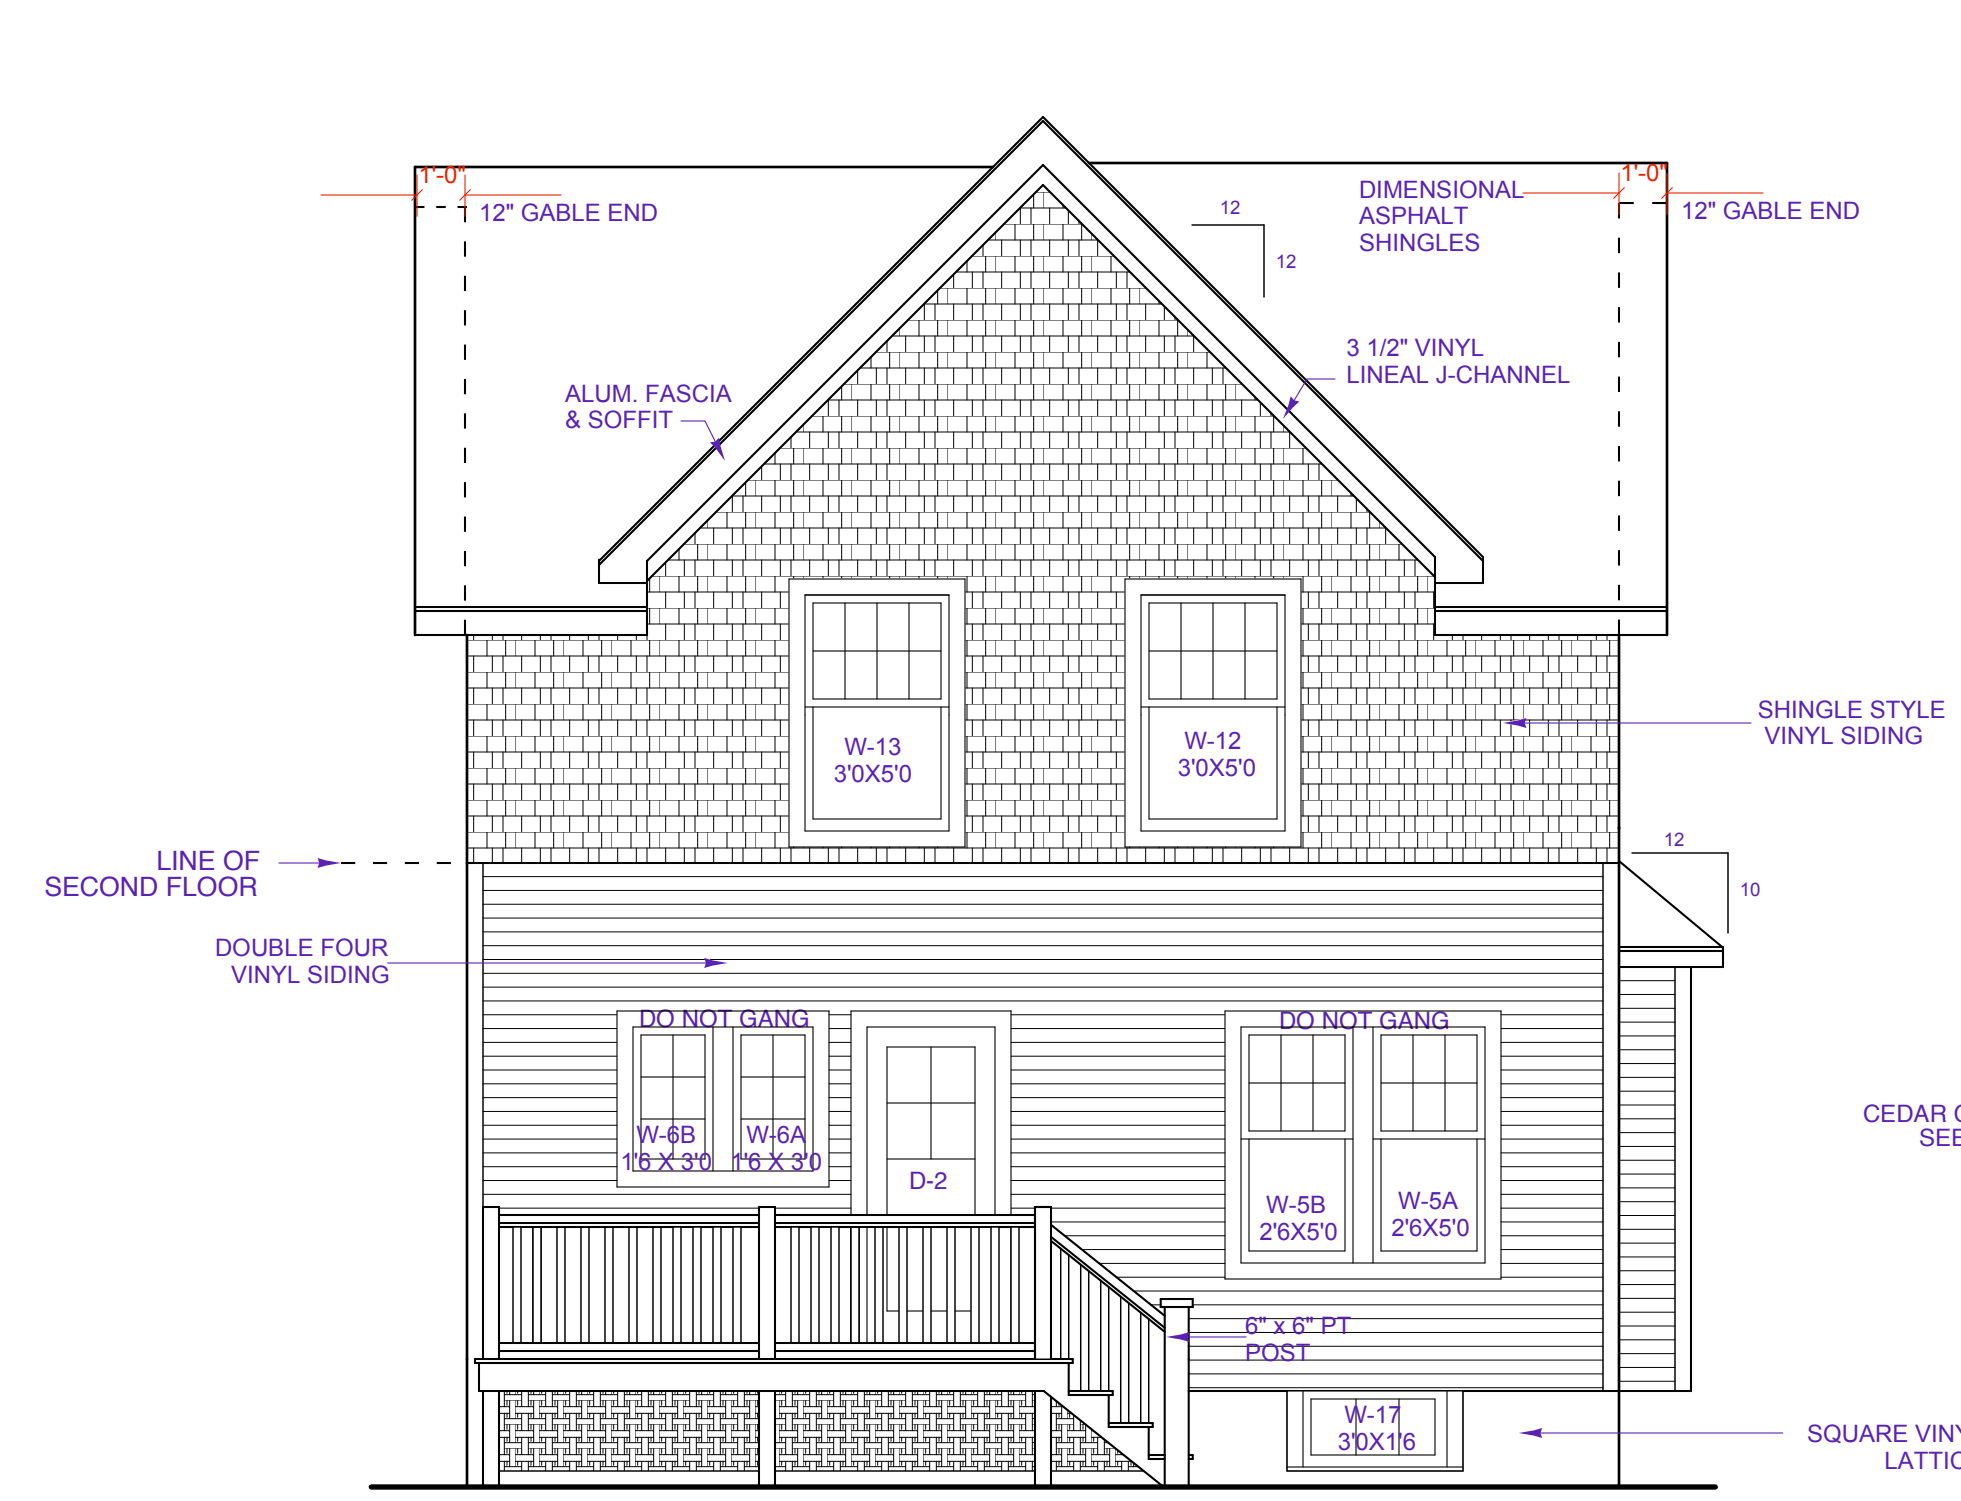 1'-0"
12" GABLE END
12
12
DIMENSIONAL
ASPHALT
SHINGLES
1'-0"
12" GABLE END
3 1/2" VINYL
LINEAL J-CHANNEL
ALUM. FASCIA
& SOFFIT
W-13
3'0X5'0
W-12
3'0X5'0
SHINGLE STYLE
VINYL SIDING
LINE OF
SECOND FLOOR
12
10
DOUBLE FOUR
VINYL SIDING
DO NOT GANG
DO NOT GANG
W-6B
1'6 X 3'0
W-6A
1'6 X 3'0
D-2
W-5B
2'6X5'0
W-5A
2'6X5'0
CEDAR
6" x 6" PT
POST
W-17
3'0X1'6
SQUARE